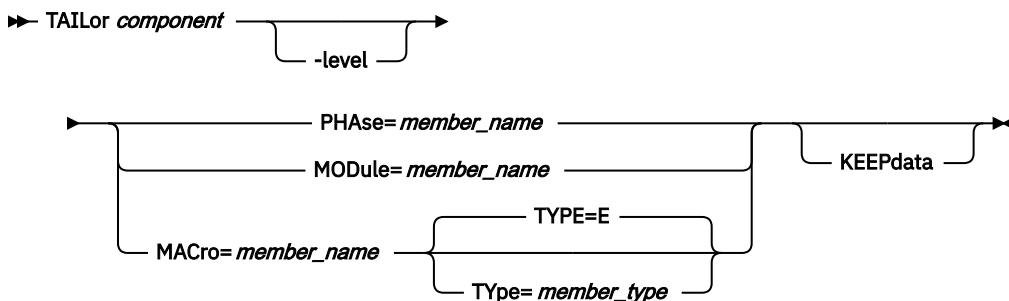 TAILor component
-level
PHAse= member_name
MODule= member_name
KEEPdata
TYPE=E
MACro= member_name
TYpe= member_type